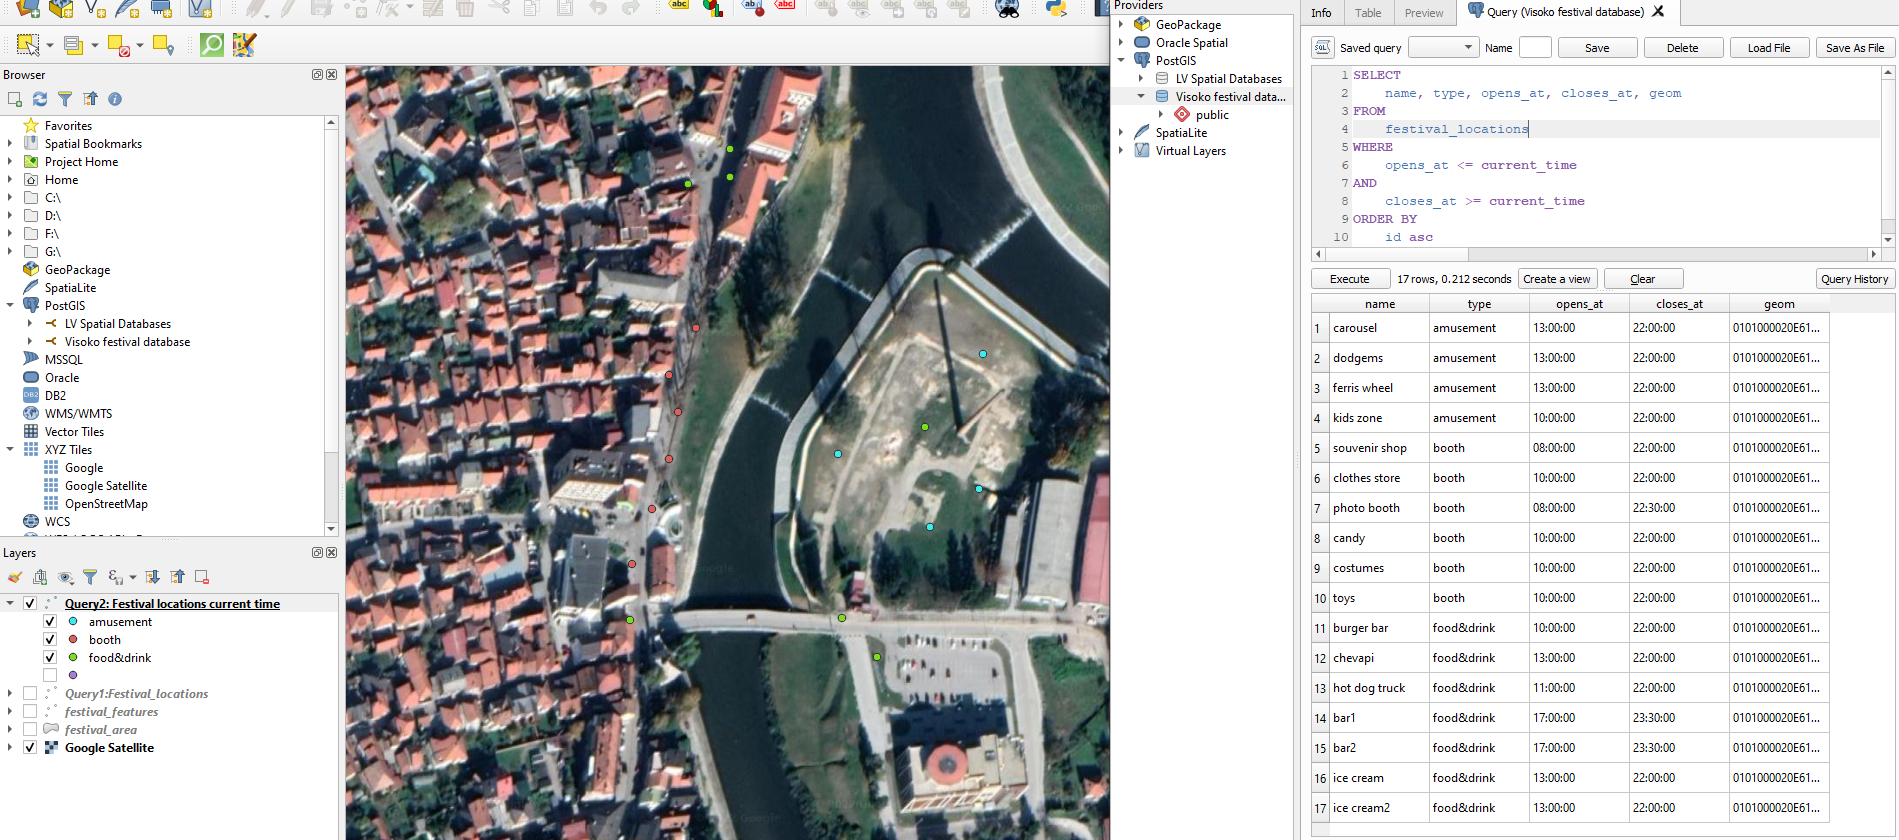 abc
abc
ab
abc
Browser
Favorites
Spatial Bookmarks
Project Home
Home
C:\
D:\
F:\
G:\
GeoPackage
SpatiaLite
PostGIS
LV Spatial Databases
Visoko festival database
MSSQL
Oracle
DB2 DB2
WMS/WMTS
Vector Tiles
XYZ Tiles
Google
Google Satellite
OpenStreetMap
WCS
Layers
Query2: Festival locations current time
amusement
booth
food&drink
Query1:Festival_locations
festival_features
festival_area
Google Satellite
Providers
GeoPackage
Oracle Spatial
PostGIS
LV Spatial Databases
Visoko festival data...
public
SpatiaLite
Virtual Layers
Info Table Preview Query (Visoko festival database)
SQL Saved query Name Save Delete Load File Save As File
1 SELECT
2 name, type, opens_at, closes_at, geom
3 FROM
4 festival_locations
5 WHERE
6 opens_at <= current_time
7 AND
8 closes_at >= current_time
9 ORDER BY
10 id asc
Execute 17 rows, 0.212 seconds Create a view Clear Query History
name type opens_at closes_at geom
1 carousel amusement 13:00:00 22:00:00 0101000020E61...
2 dodgems amusement 13:00:00 22:00:00 0101000020E61...
3 ferris wheel amusement 13:00:00 22:00:00 0101000020E61...
4 kids zone amusement 10:00:00 22:00:00 0101000020E61...
5 souvenir shop booth 08:00:00 22:00:00 0101000020E61...
6 clothes store booth 10:00:00 22:00:00 0101000020E61...
7 photo booth booth 08:00:00 22:30:00 0101000020E61...
8 candy booth 10:00:00 22:00:00 0101000020E61...
9 costumes booth 10:00:00 22:00:00 0101000020E61...
10 toys booth 10:00:00 22:00:00 0101000020E61...
11 burger bar food&drink 10:00:00 22:00:00 0101000020E61...
12 chevapi food&drink 13:00:00 22:00:00 0101000020E61...
13 hot dog truck food&drink 11:00:00 22:00:00 0101000020E61...
14 bar1 food&drink 17:00:00 23:30:00 0101000020E61...
15 bar2 food&drink 17:00:00 23:30:00 0101000020E61...
16 ice cream food&drink 13:00:00 22:00:00 0101000020E61...
17 ice cream2 food&drink 13:00:00 22:00:00 0101000020E61...